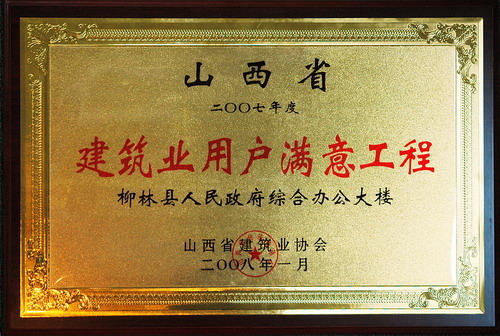 山西省
二〇〇七年度
建筑业用户满意工程
柳林县人民政府综合办公大楼
山西省建筑业协会
二〇〇八年一月